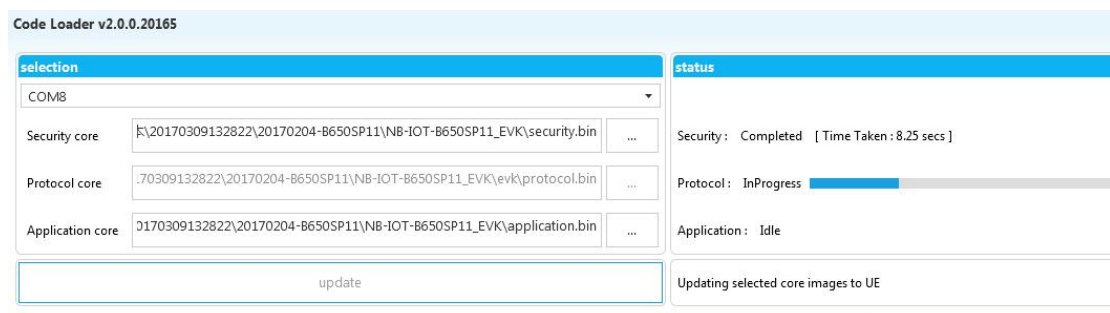 Code Loader v2.0.0.20165
selection
status
COM8
Security core :\20170309132822\20170204-B650SP11\NB-IOT-B650SP11_EVK\security.bin ...
Security : Completed [ Time Taken : 8.25 secs ]
Protocol core .70309132822\20170204-B650SP11\NB-IOT-B650SP11_EVK\evk\protocol.bin ...
Protocol : InProgress
Application core 0170309132822\20170204-B650SP11\NB-IOT-B650SP11_EVK\application.bin ...
Application : Idle
update
Updating selected core images to UE